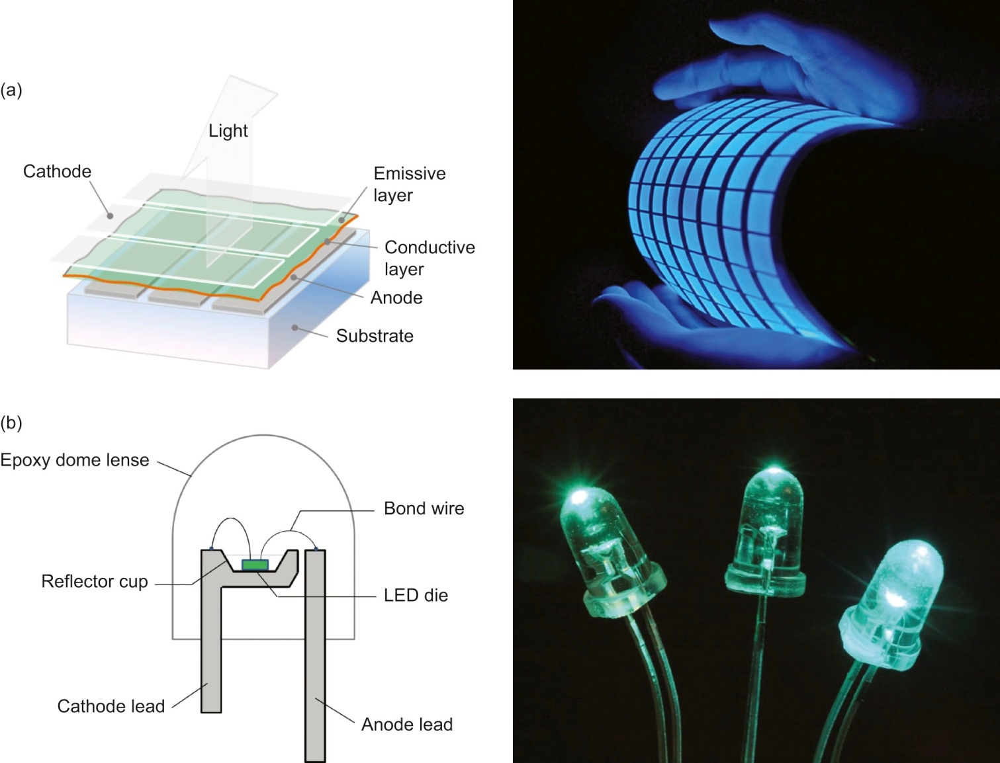 (a)
Light
Cathode
Emissive
layer
Conductive
layer
Anode
Substrate
(b)
Epoxy dome lense
Bond wire
Reflector cup
LED die
Cathode lead
Anode lead